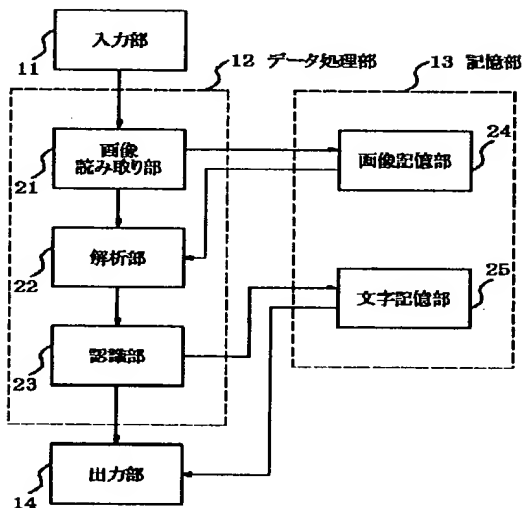 入力部
11
12 データ処理部
13 記憶部
画像
読み取り部
21
画像記憶部
24
解析部
22
文字記憶部
25
認識部
23
出力部
14